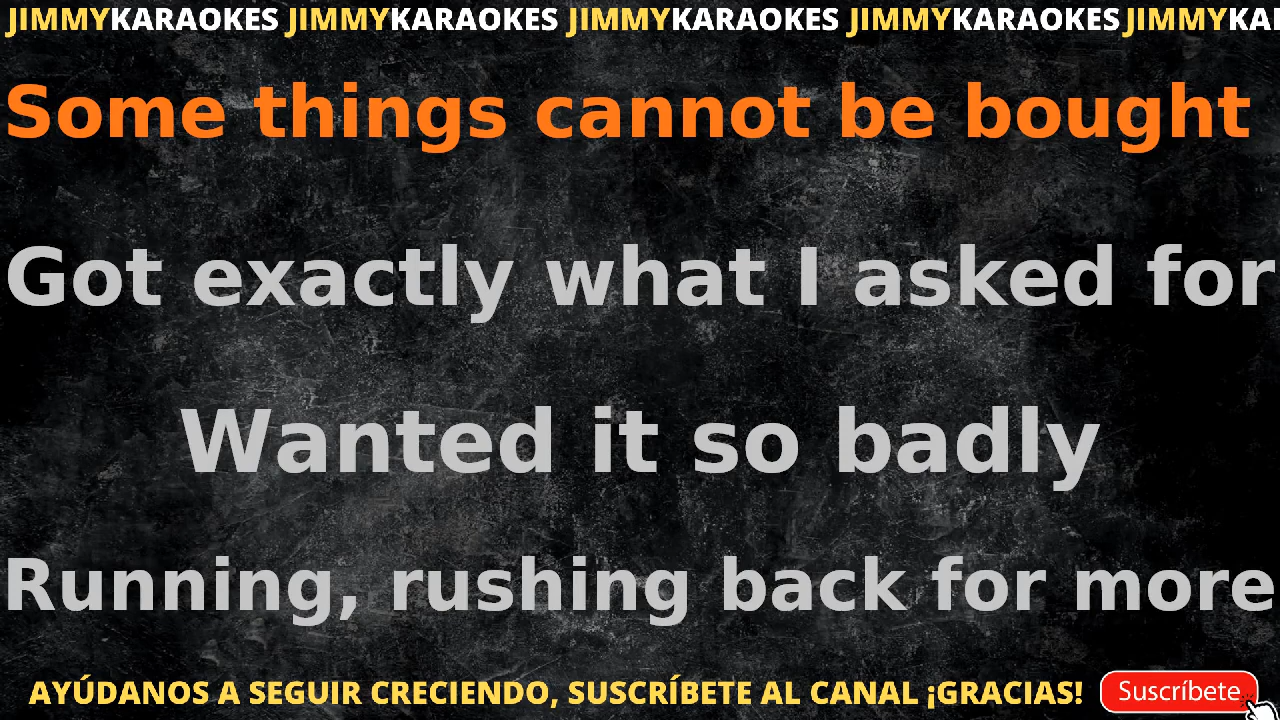 JIMMYKARAOKES JIMMYKARAOKES JIMMYKARAOKES JIMMYKARAOKES JIMMYKA
Some things cannot be bought
Got exactly what I asked for
Wanted it so badly
Running, rushing back for more
AYÚDANOS A SEGUIR CRECIENDO, SUSCRÍBETE AL CANAL ¡GRACIAS! Suscríbete